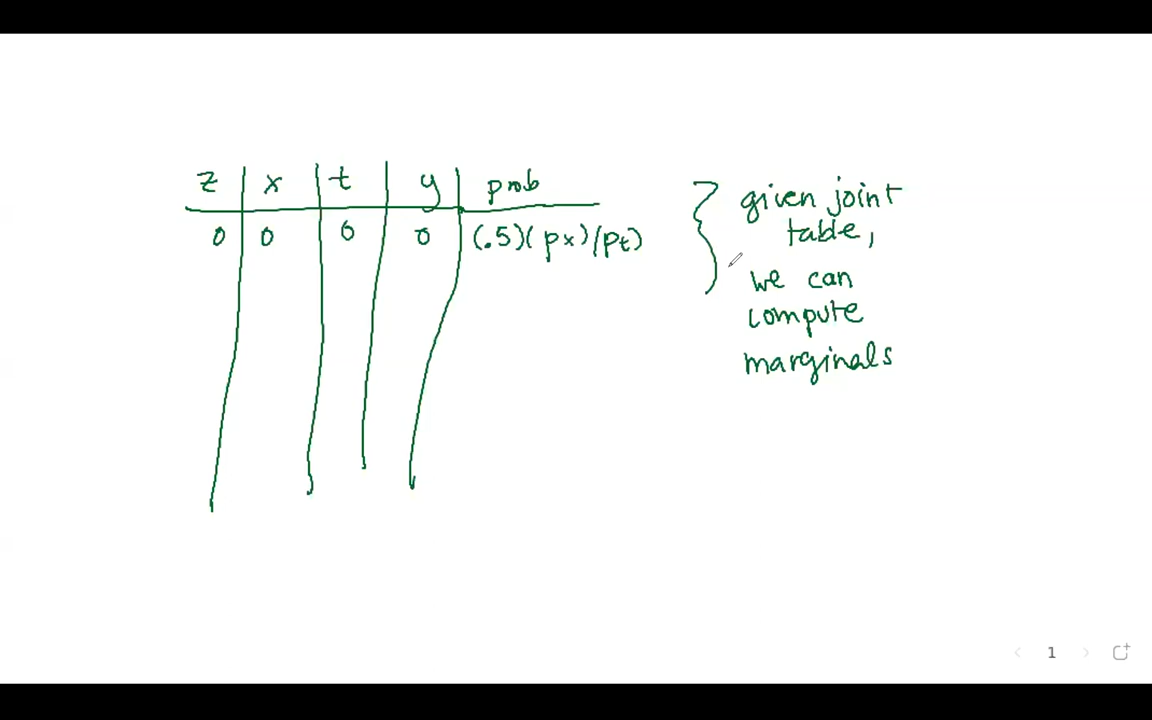 z x t y prob
0 0 0 0 (.5)(px)(pt)
given joint
table,
we can
compute
marginals
1